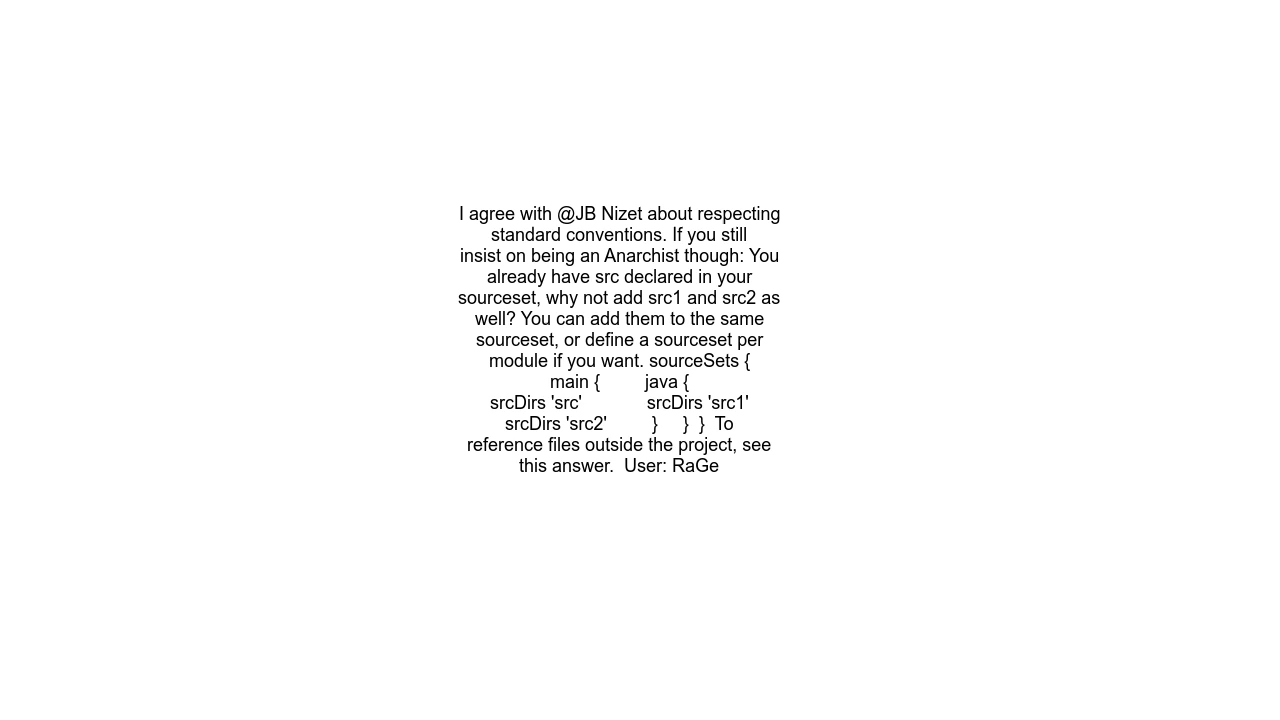 I agree with @JB Nizet about respecting
standard conventions. If you still
insist on being an Anarchist though: You
already have src declared in your
sourceset, why not add src1 and src2 as
well? You can add them to the same
sourceset, or define a sourceset per
module if you want. sourceSets {
main {         java {
srcDirs 'src'             srcDirs 'src1'
srcDirs 'src2'         }     }  }  To
reference files outside the project, see
this answer.  User: RaGe